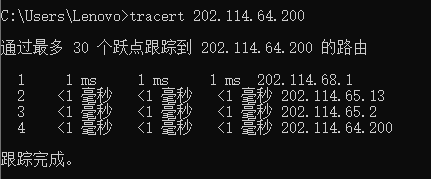 C:\Users\Lenovo>tracert 202.114.64.200
通过最多 30 个跃点跟踪到 202.114.64.200 的路由
1 1 ms 1 ms 1 ms 202.114.68.1
2 <1 毫秒 <1 毫秒 <1 毫秒 202.114.65.13
3 <1 毫秒 <1 毫秒 <1 毫秒 202.114.65.2
4 <1 毫秒 <1 毫秒 <1 毫秒 202.114.64.200
跟踪完成。